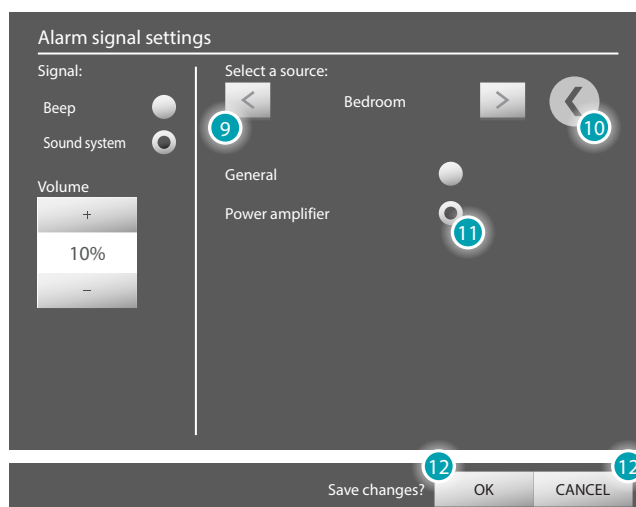 Alarm signal settings
Signal:
Beep
Sound system
Volume
+
10%
–
Select a source:
< Bedroom >
9
10
General
Power amplifier
11
12 12
Save changes? OK CANCEL